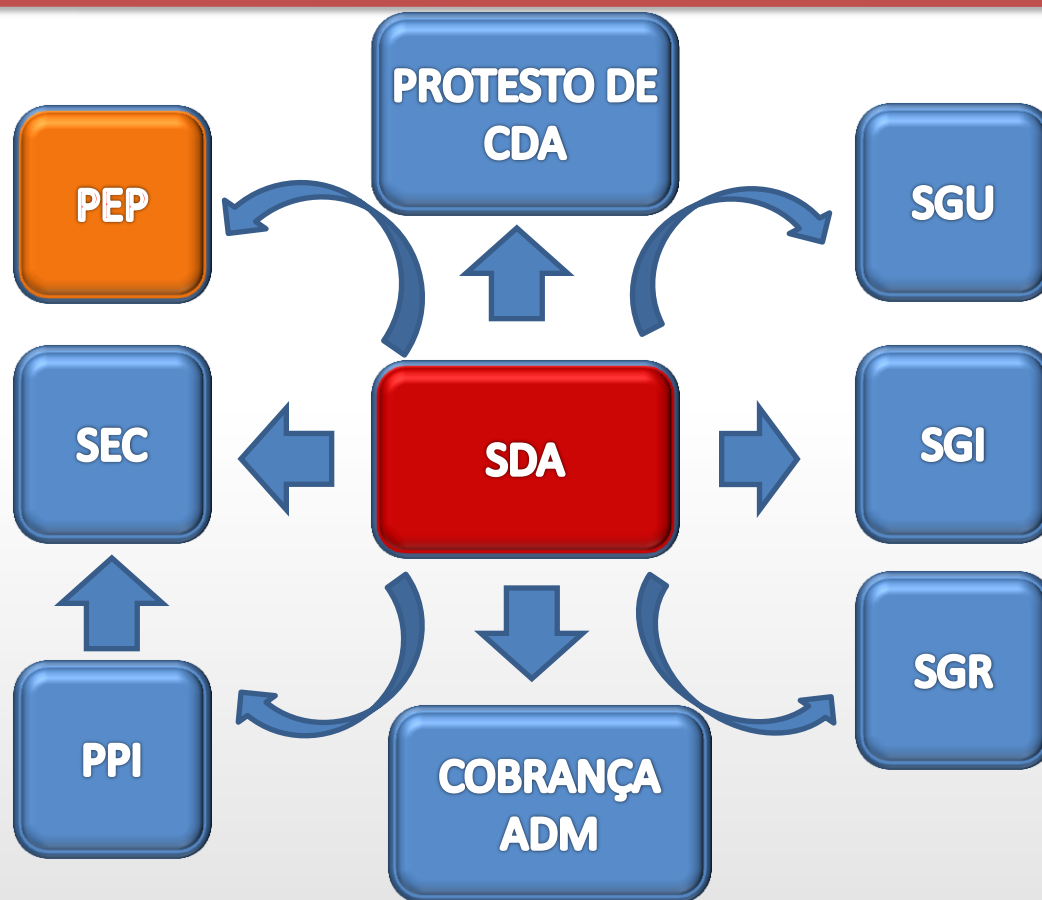 PROTESTO DE
CDA
PEP
SGU
SEC
SDA
SGI
SGR
PPI
COBRANÇA
ADM